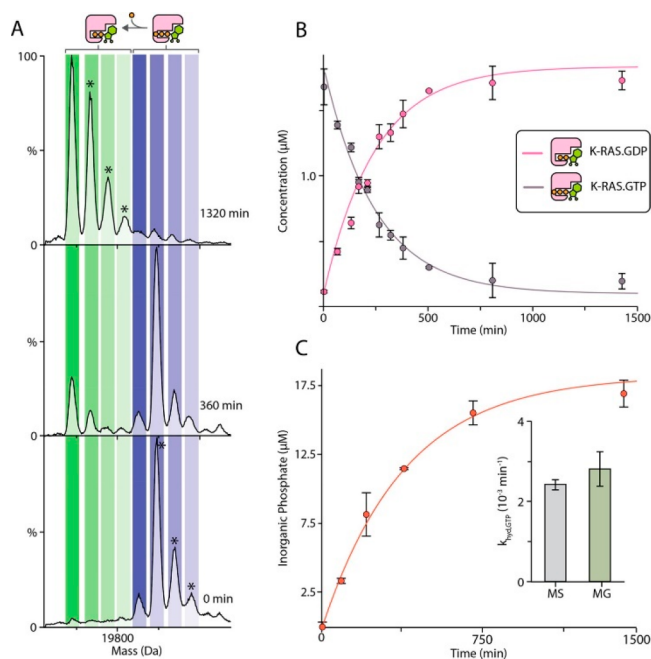 A
100
%
0
1320 min
%
0
360 min
%
0
0 min
*
*
*
*
*
*
19800
Mass (Da)
B
Concentration (µM)
1.0
0
500
1000
1500
Time (min)
K-RAS.GDP
K-RAS.GTP
C
Inorganic Phosphate (µM)
17.5
12.5
7.5
2.5
0
750
1500
Time (min)
k hyd,GTP (10⁻³ min⁻¹)
4
2
0
MS
MG